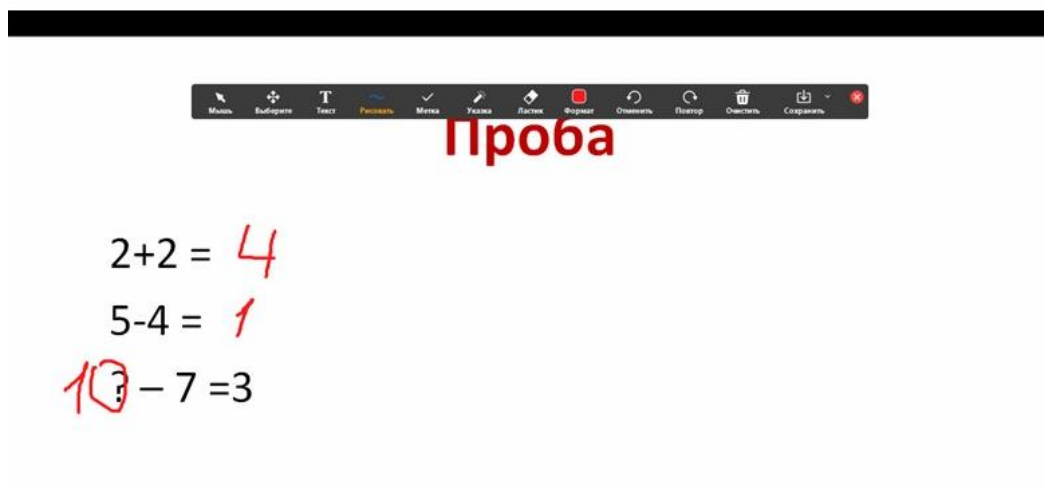 Мышь Выберите Текст Рисовать Метка Указка Ластик Формат Отменить Повтор Очистить Сохранить
Проба
2+2 = 4
5-4 = 1
10? – 7 =3